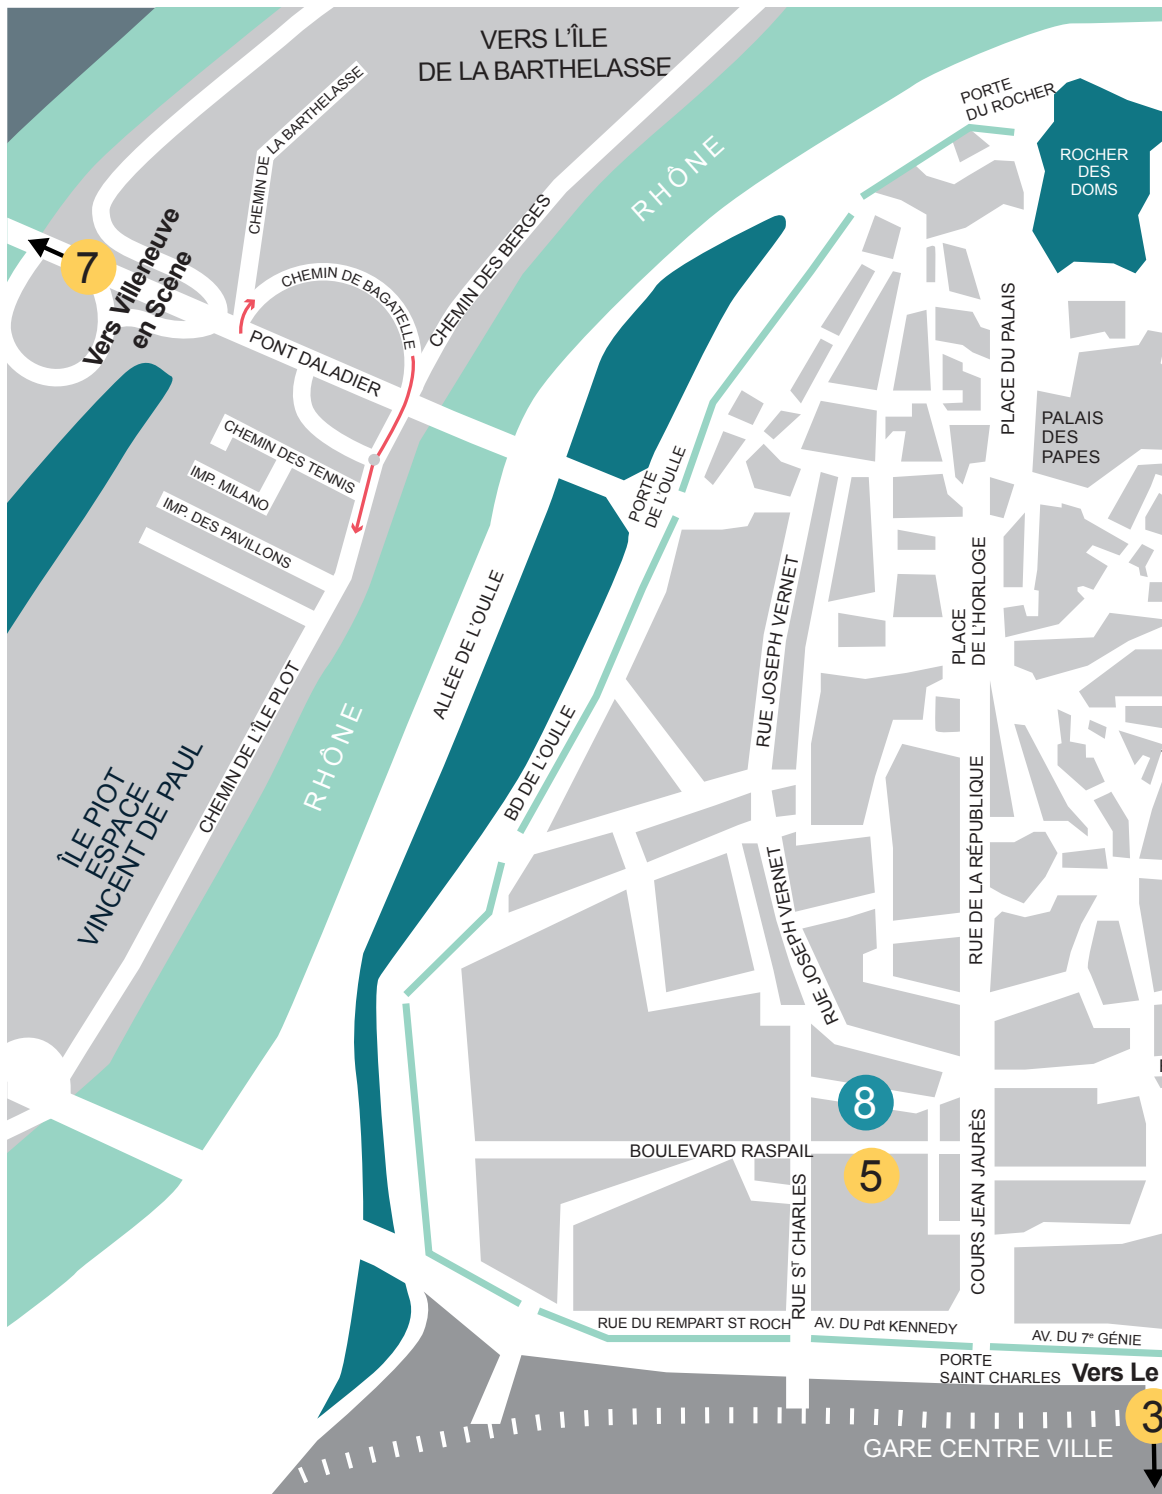 VERS L'ÎLE
DE LA BARTHELASSE
CHEMIN DE LA BARTHELASSE
PORTE
DU ROCHER
ROCHER
DES
DOMS
RHÔNE
7
Vers Villeneuve
en Scène
CHEMIN DE BAGATELLE
CHEMIN DES BERGES
PONT DALADIER
PLACE DU PALAIS
PALAIS
DES
PAPES
CHEMIN DES TENNIS
IMP. MILANO
IMP. DES PAVILLONS
PORTE
DE L'OULLE
ALLÉE DE L'OULLE
RUE JOSEPH VERNET
PLACE
DE L'HORLOGE
CHEMIN DE L'ÎLE PLOT
RHÔNE
BD DE L'OULLE
ÎLE PIOT
ESPACE
VINCENT DE PAUL
RUE DE LA RÉPUBLIQUE
RUE JOSEPH VERNET
8
BOULEVARD RASPAIL
5
COURS JEAN JAURÈS
RUE ST CHARLES
RUE DU REMPART ST ROCH
AV. DU Pdt KENNEDY
AV. DU 7e GÉNIE
PORTE
SAINT CHARLES
Vers Le
3
GARE CENTRE VILLE